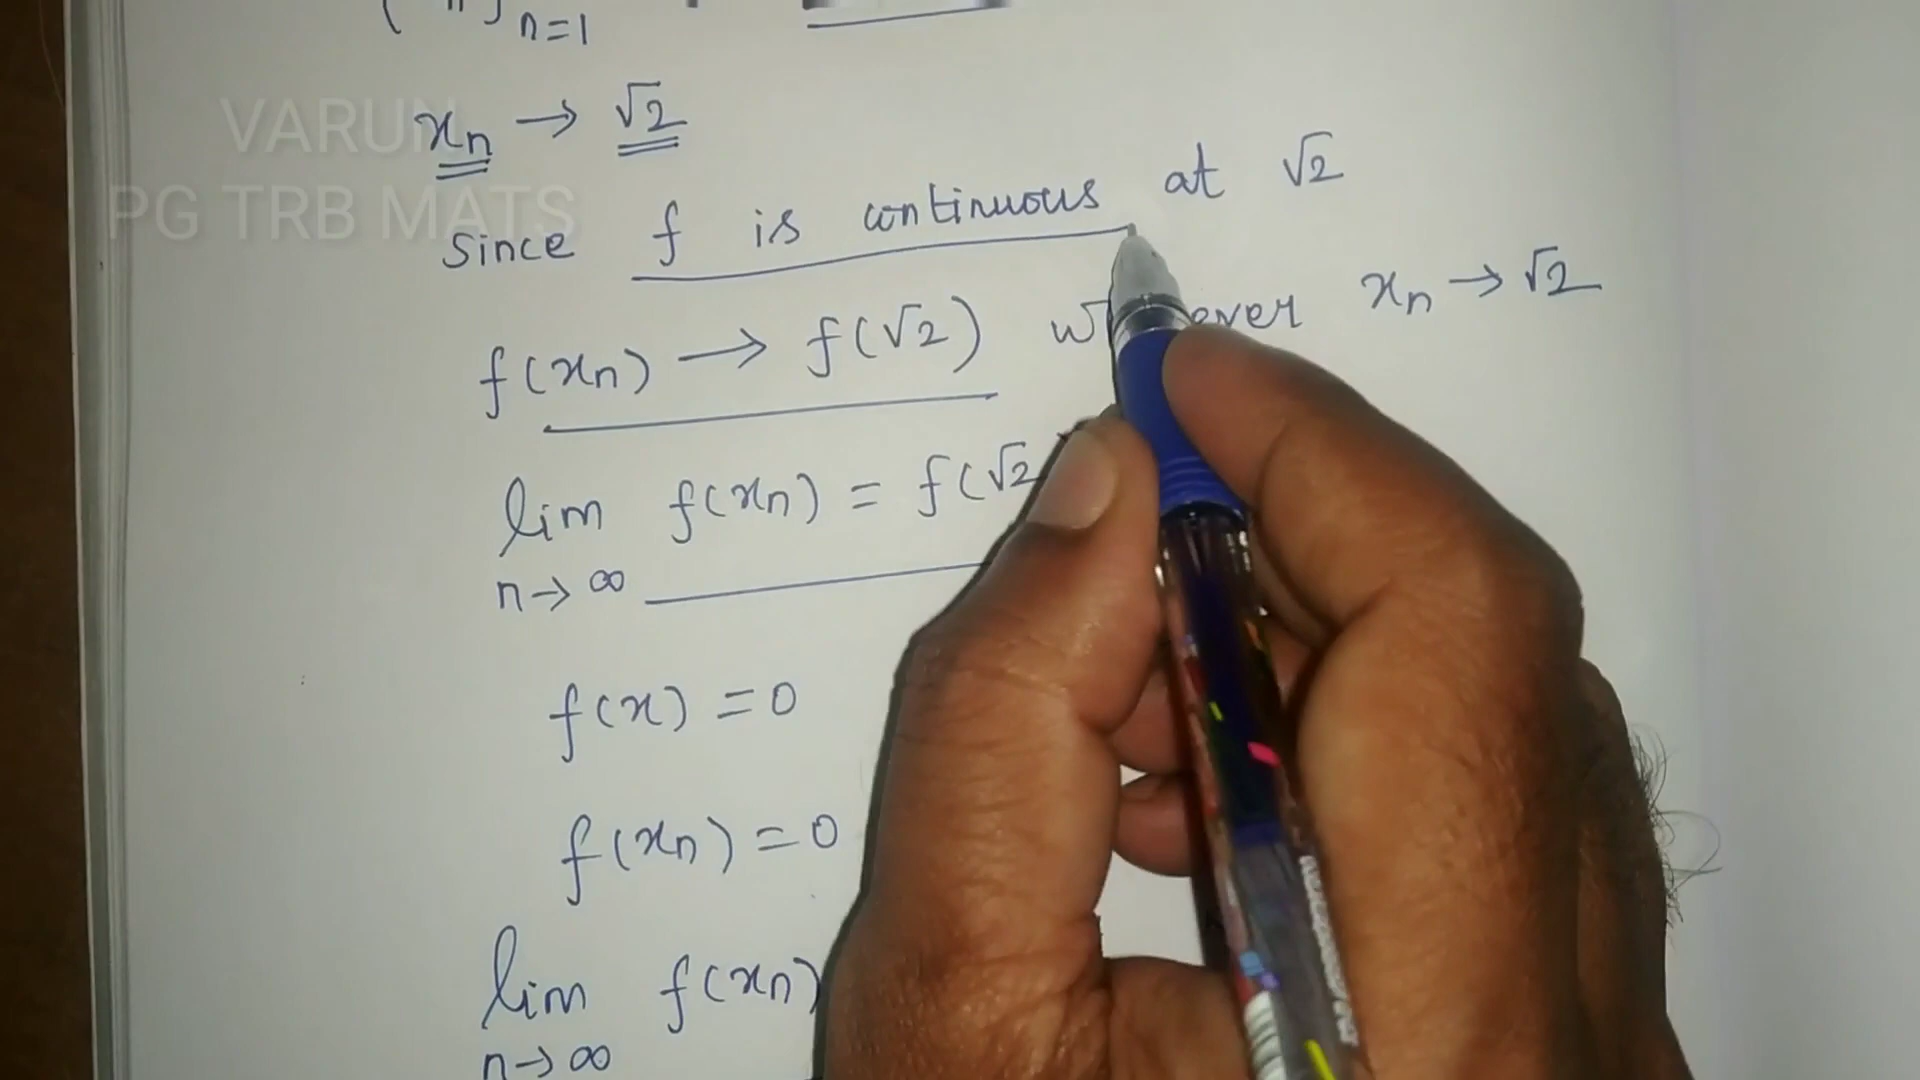 n=1
xn → √2
VARUN
PG TRB MATS
since f is continuous at √2
f(xn) → f(√2) xn → √2
lim f(xn) = f(√2
n→∞
f(x) = 0
f(xn) = 0
lim f(xn)
n→∞